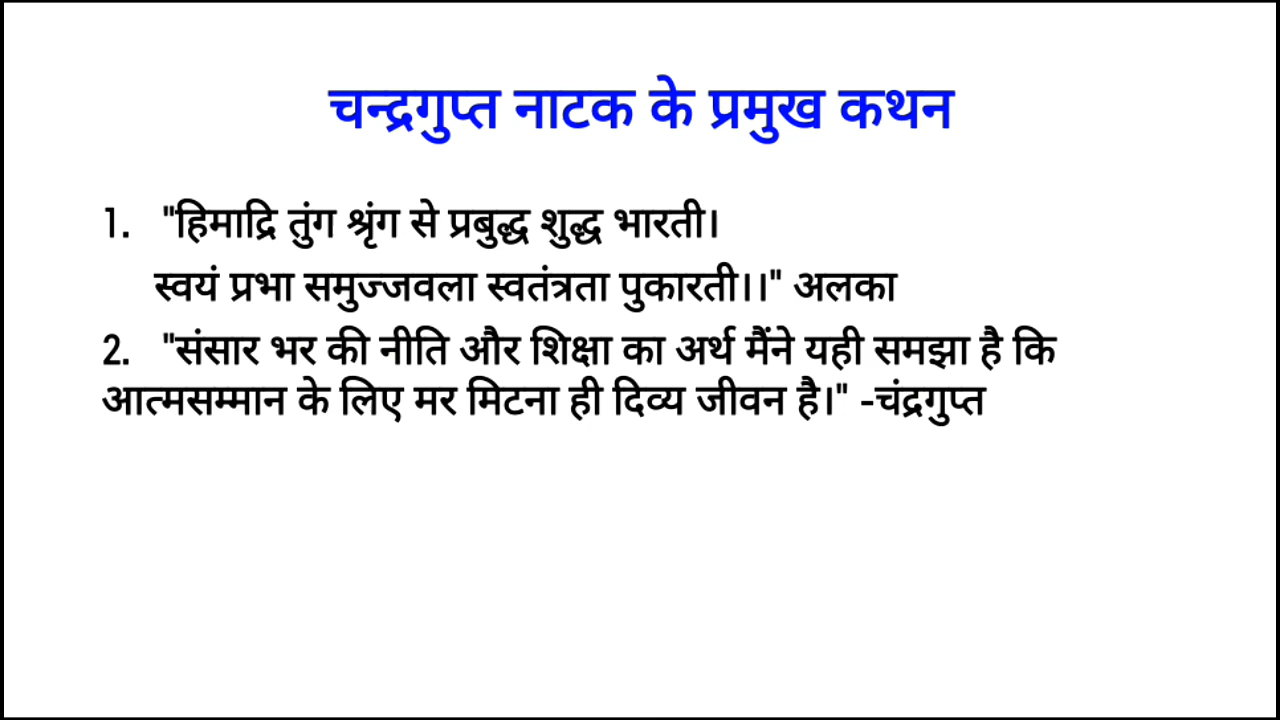 चन्द्रगुप्त नाटक के प्रमुख कथन
1. "हिमाद्रि तुंग श्रृंग से प्रबुद्ध शुद्ध भारती।
स्वयं प्रभा समुज्जवला स्वतंत्रता पुकारती।।" अलका
2. "संसार भर की नीति और शिक्षा का अर्थ मैंने यही समझा है कि
आत्मसम्मान के लिए मर मिटना ही दिव्य जीवन है।" -चंद्रगुप्त